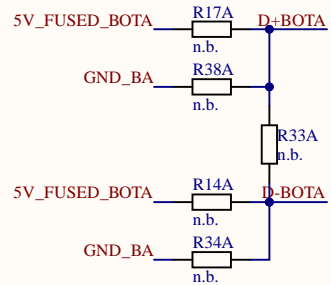 5V_FUSED_BOTA R17A D+BOTA
n.b.
GND_BA R38A
n.b.
R33A
n.b.
5V_FUSED_BOTA R14A D-BOTA
n.b.
GND_BA R34A
n.b.